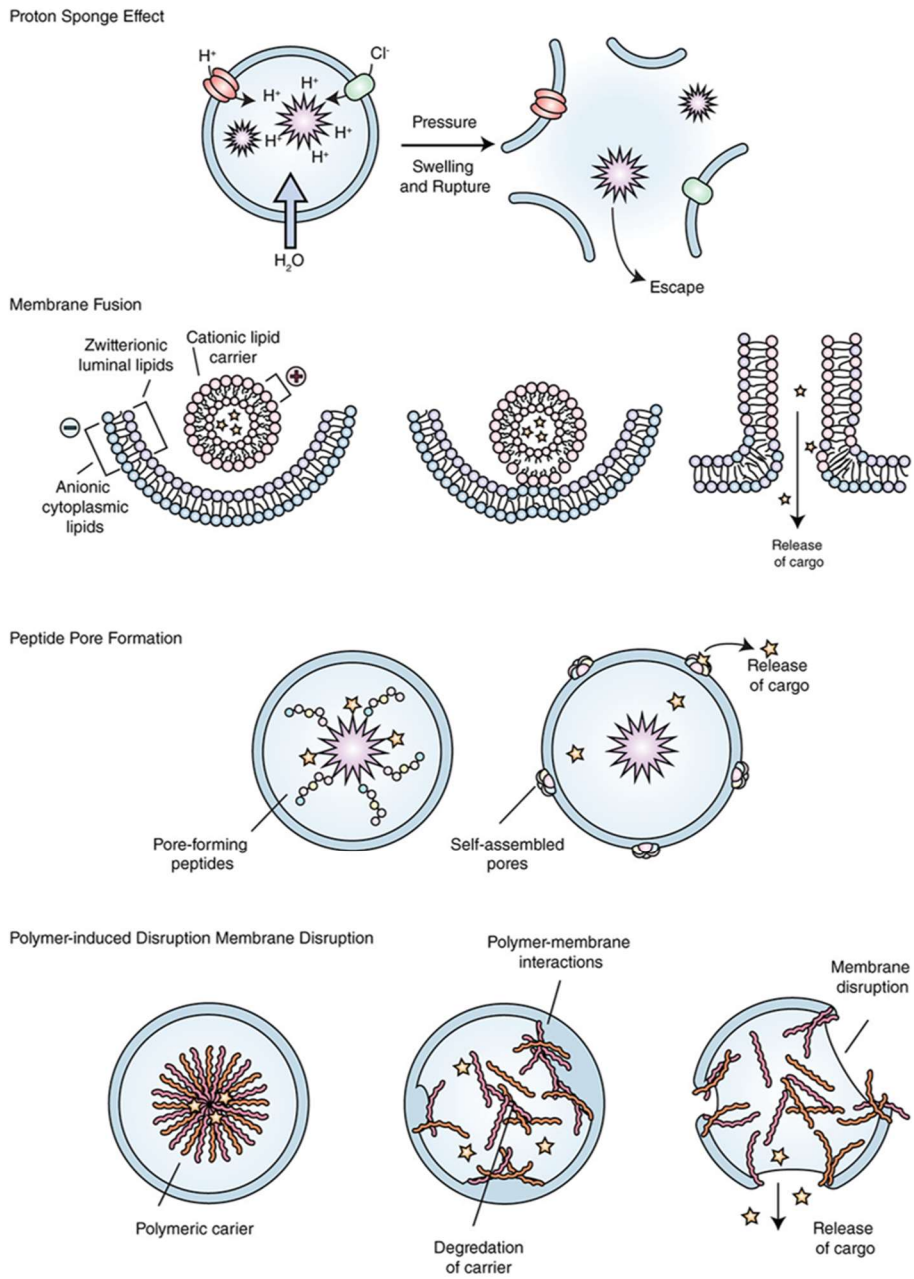 Proton Sponge Effect
H⁺
Cl⁻
H⁺
H⁺
H⁺
H⁺
H⁺
H₂O
Pressure
Swelling
and Rupture
Escape
Membrane Fusion
Zwitterionic
luminal lipids
Cationic lipid
carrier
+
−
Anionic
cytoplasmic
lipids
Release
of cargo
Peptide Pore Formation
Release
of cargo
Pore-forming
peptides
Self-assembled
pores
Polymer-induced Disruption Membrane Disruption
Polymer-membrane
interactions
Membrane
disruption
Polymeric carier
Degredation
of carrier
Release
of cargo